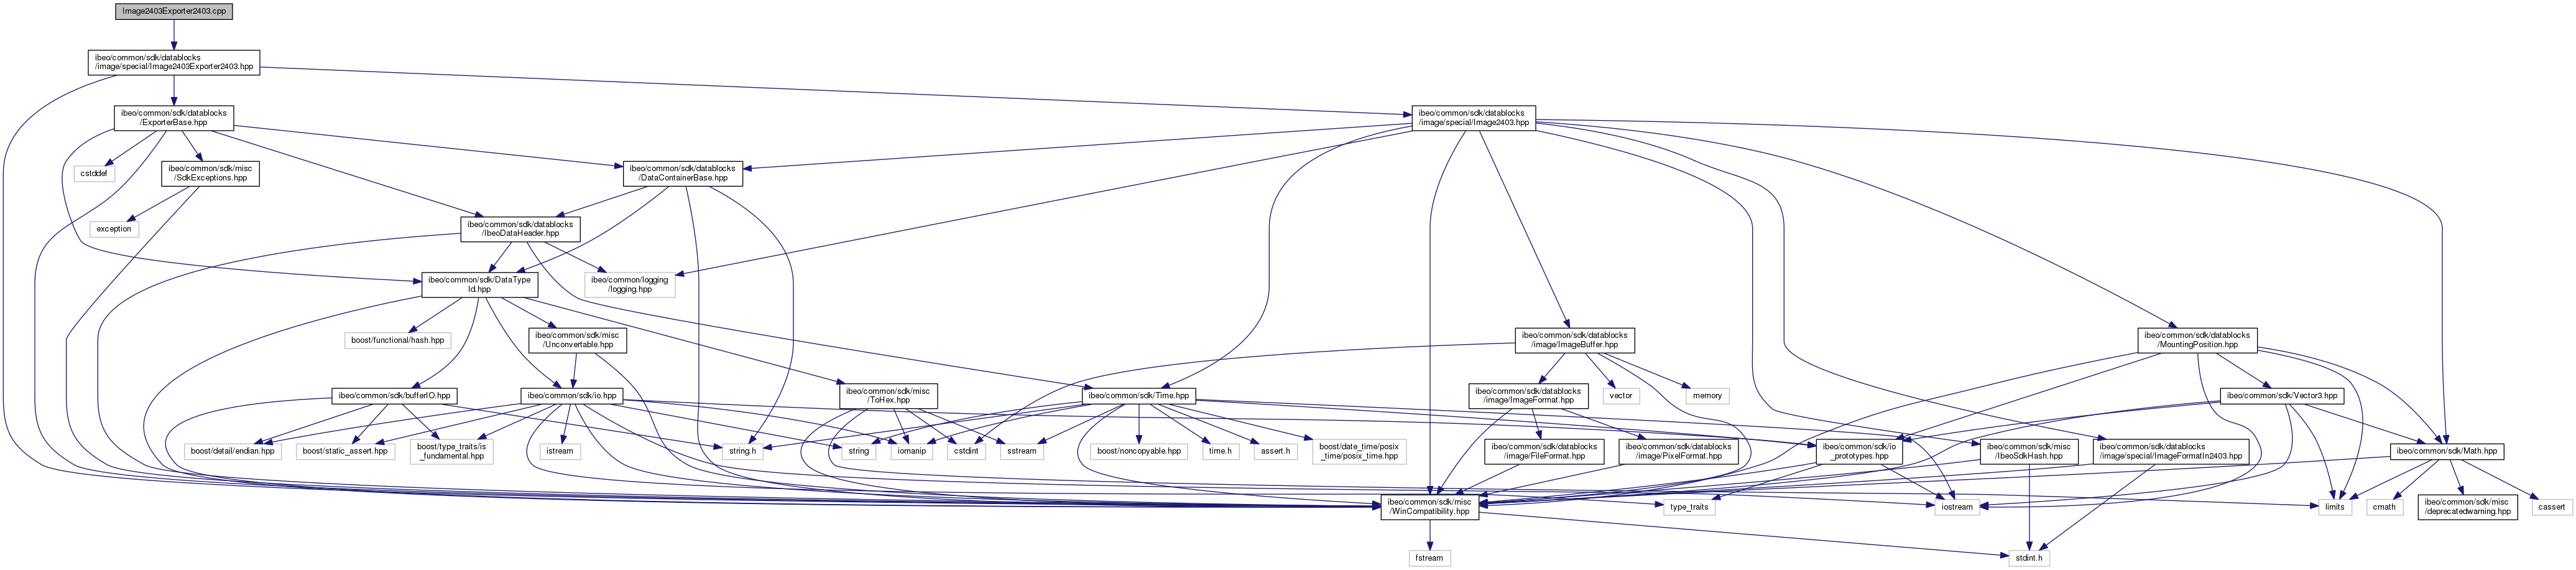 Image2403Exporter2403.cpp
ibeo/common/sdk/datablocks
/image/special/Image2403Exporter2403.hpp
ibeo/common/sdk/datablocks
/ExporterBase.hpp
ibeo/common/sdk/datablocks
/image/special/Image2403.hpp
cstddef
ibeo/common/sdk/misc
/SdkExceptions.hpp
ibeo/common/sdk/datablocks
/DataContainerBase.hpp
exception
ibeo/common/sdk/datablocks
/IbeoDataHeader.hpp
ibeo/common/sdk/DataType
Id.hpp
ibeo/common/logging
/logging.hpp
boost/functional/hash.hpp
ibeo/common/sdk/misc
/Unconvertable.hpp
ibeo/common/sdk/datablocks
/image/ImageBuffer.hpp
ibeo/common/sdk/datablocks
/MountingPosition.hpp
ibeo/common/sdk/bufferIO.hpp
ibeo/common/sdk/io.hpp
ibeo/common/sdk/misc
/ToHex.hpp
ibeo/common/sdk/Time.hpp
ibeo/common/sdk/datablocks
/image/ImageFormat.hpp
vector
memory
ibeo/common/sdk/Vector3.hpp
boost/detail/endian.hpp
boost/static_assert.hpp
boost/type_traits/is
_fundamental.hpp
istream
string.h
string
iomanip
cstdint
sstream
boost/noncopyable.hpp
time.h
assert.h
boost/date_time/posix
_time/posix_time.hpp
ibeo/common/sdk/datablocks
/image/FileFormat.hpp
ibeo/common/sdk/datablocks
/image/PixelFormat.hpp
ibeo/common/sdk/io
_prototypes.hpp
ibeo/common/sdk/misc
/IbeoSdkHash.hpp
ibeo/common/sdk/datablocks
/image/special/ImageFormatIn2403.hpp
ibeo/common/sdk/Math.hpp
ibeo/common/sdk/misc
/WinCompatibility.hpp
type_traits
iostream
limits
cmath
ibeo/common/sdk/misc
/deprecatedwarning.hpp
cassert
fstream
stdint.h